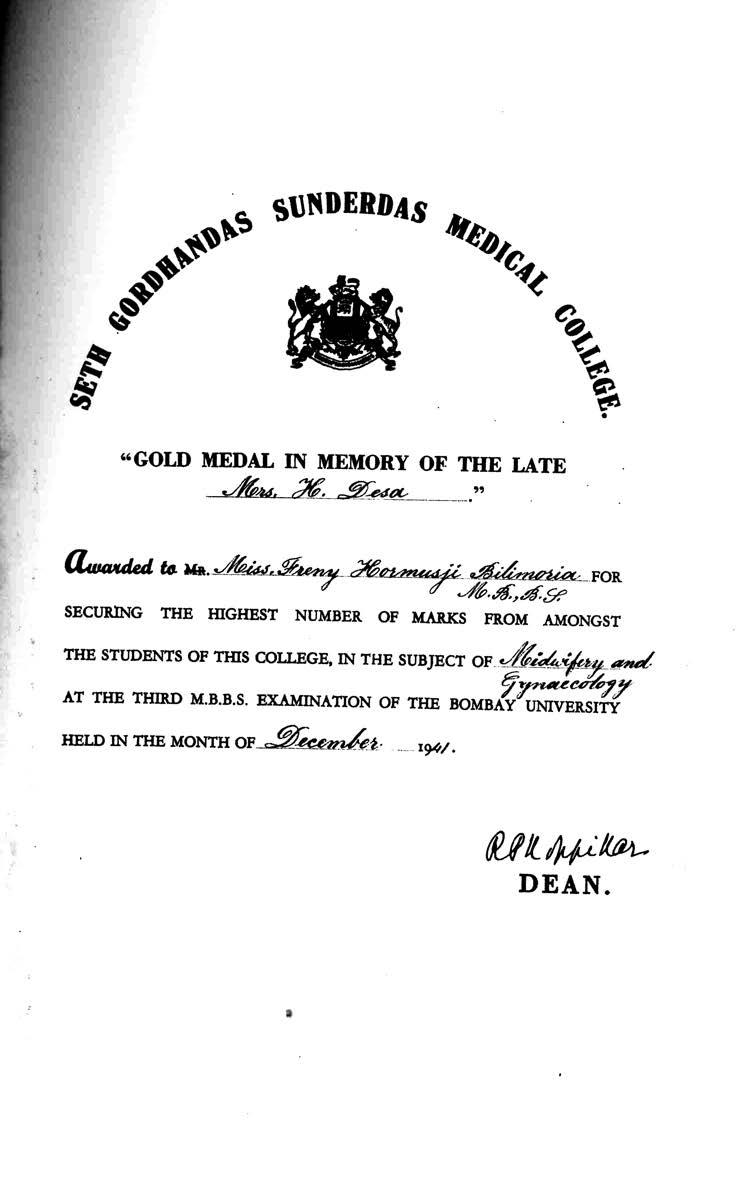 SETH GORDHANDAS SUNDERDAS MEDICAL COLLEGE.
“GOLD MEDAL IN MEMORY OF THE LATE
Mrs. H. Desa.”
Awarded to MR. Miss. Freny Hormusji Bilimoria FOR
M.B., B.S.
SECURING THE HIGHEST NUMBER OF MARKS FROM AMONGST
THE STUDENTS OF THIS COLLEGE, IN THE SUBJECT OF Midwifery and
Gynaecology
AT THE THIRD M.B.B.S. EXAMINATION OF THE BOMBAY UNIVERSITY
HELD IN THE MONTH OF December 1941.
DEAN.